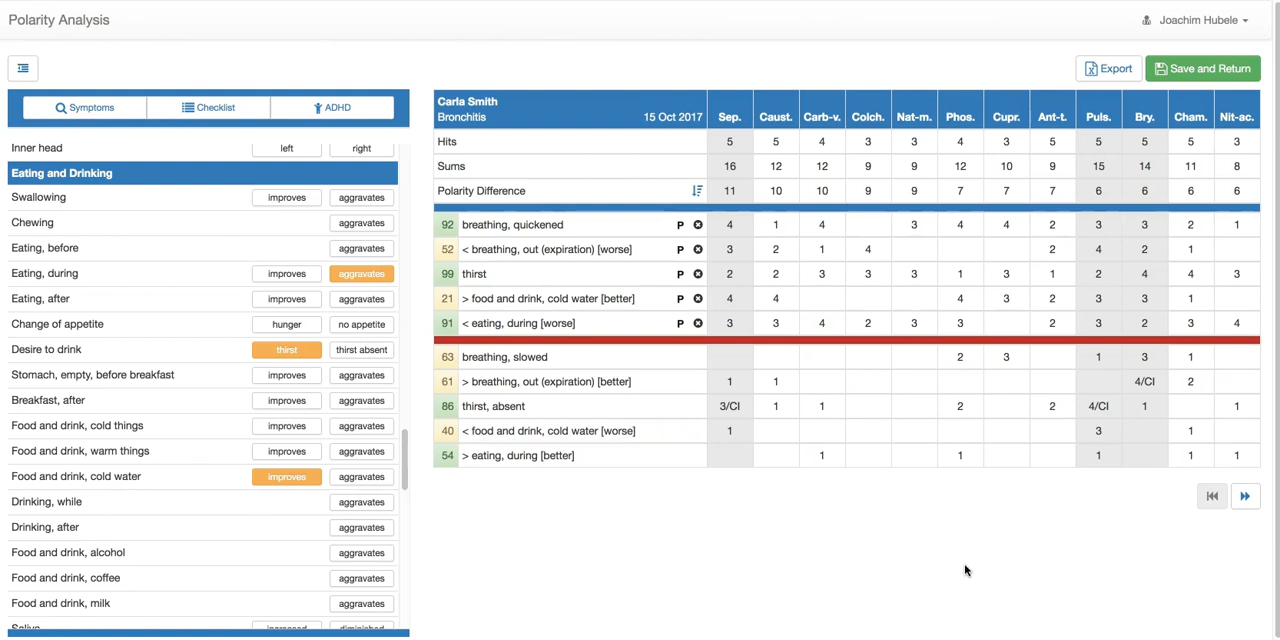 Polarity Analysis
Joachim Hubele
Export
Save and Return
Symptoms Checklist ADHD
Inner head left right
Eating and Drinking
Swallowing improves aggravates
Chewing aggravates
Eating, before aggravates
Eating, during improves aggravates
Eating, after improves aggravates
Change of appetite hunger no appetite
Desire to drink thirst thirst absent
Stomach, empty, before breakfast improves aggravates
Breakfast, after improves aggravates
Food and drink, cold things improves aggravates
Food and drink, warm things improves aggravates
Food and drink, cold water improves aggravates
Drinking, while aggravates
Drinking, after aggravates
Food and drink, alcohol aggravates
Food and drink, coffee aggravates
Food and drink, milk aggravates
Saliva increased diminished
Carla Smith
Bronchitis 15 Oct 2017 Sep. Caust. Carb-v. Colch. Nat-m. Phos. Cupr. Ant-t. Puls. Bry. Cham. Nit-ac.
Hits 5 5 4 3 3 4 3 5 5 5 5 3
Sums 16 12 12 9 9 12 10 9 15 14 11 8
Polarity Difference 11 10 10 9 9 7 7 7 6 6 6 6
92 breathing, quickened P 4 1 4 3 4 4 2 3 3 2 1
52 < breathing, out (expiration) [worse] P 3 2 1 4 2 4 2 1
99 thirst P 2 2 3 3 3 1 3 1 2 4 4 3
21 > food and drink, cold water [better] P 4 4 4 3 2 3 3 1
91 < eating, during [worse] P 3 3 4 2 3 3 2 3 2 3 4
63 breathing, slowed 2 3 1 3 1
61 > breathing, out (expiration) [better] 1 1 4/CI 2
86 thirst, absent 3/CI 1 1 2 2 4/CI 1 1
40 < food and drink, cold water [worse] 1 3 1
54 > eating, during [better] 1 1 1 1 1